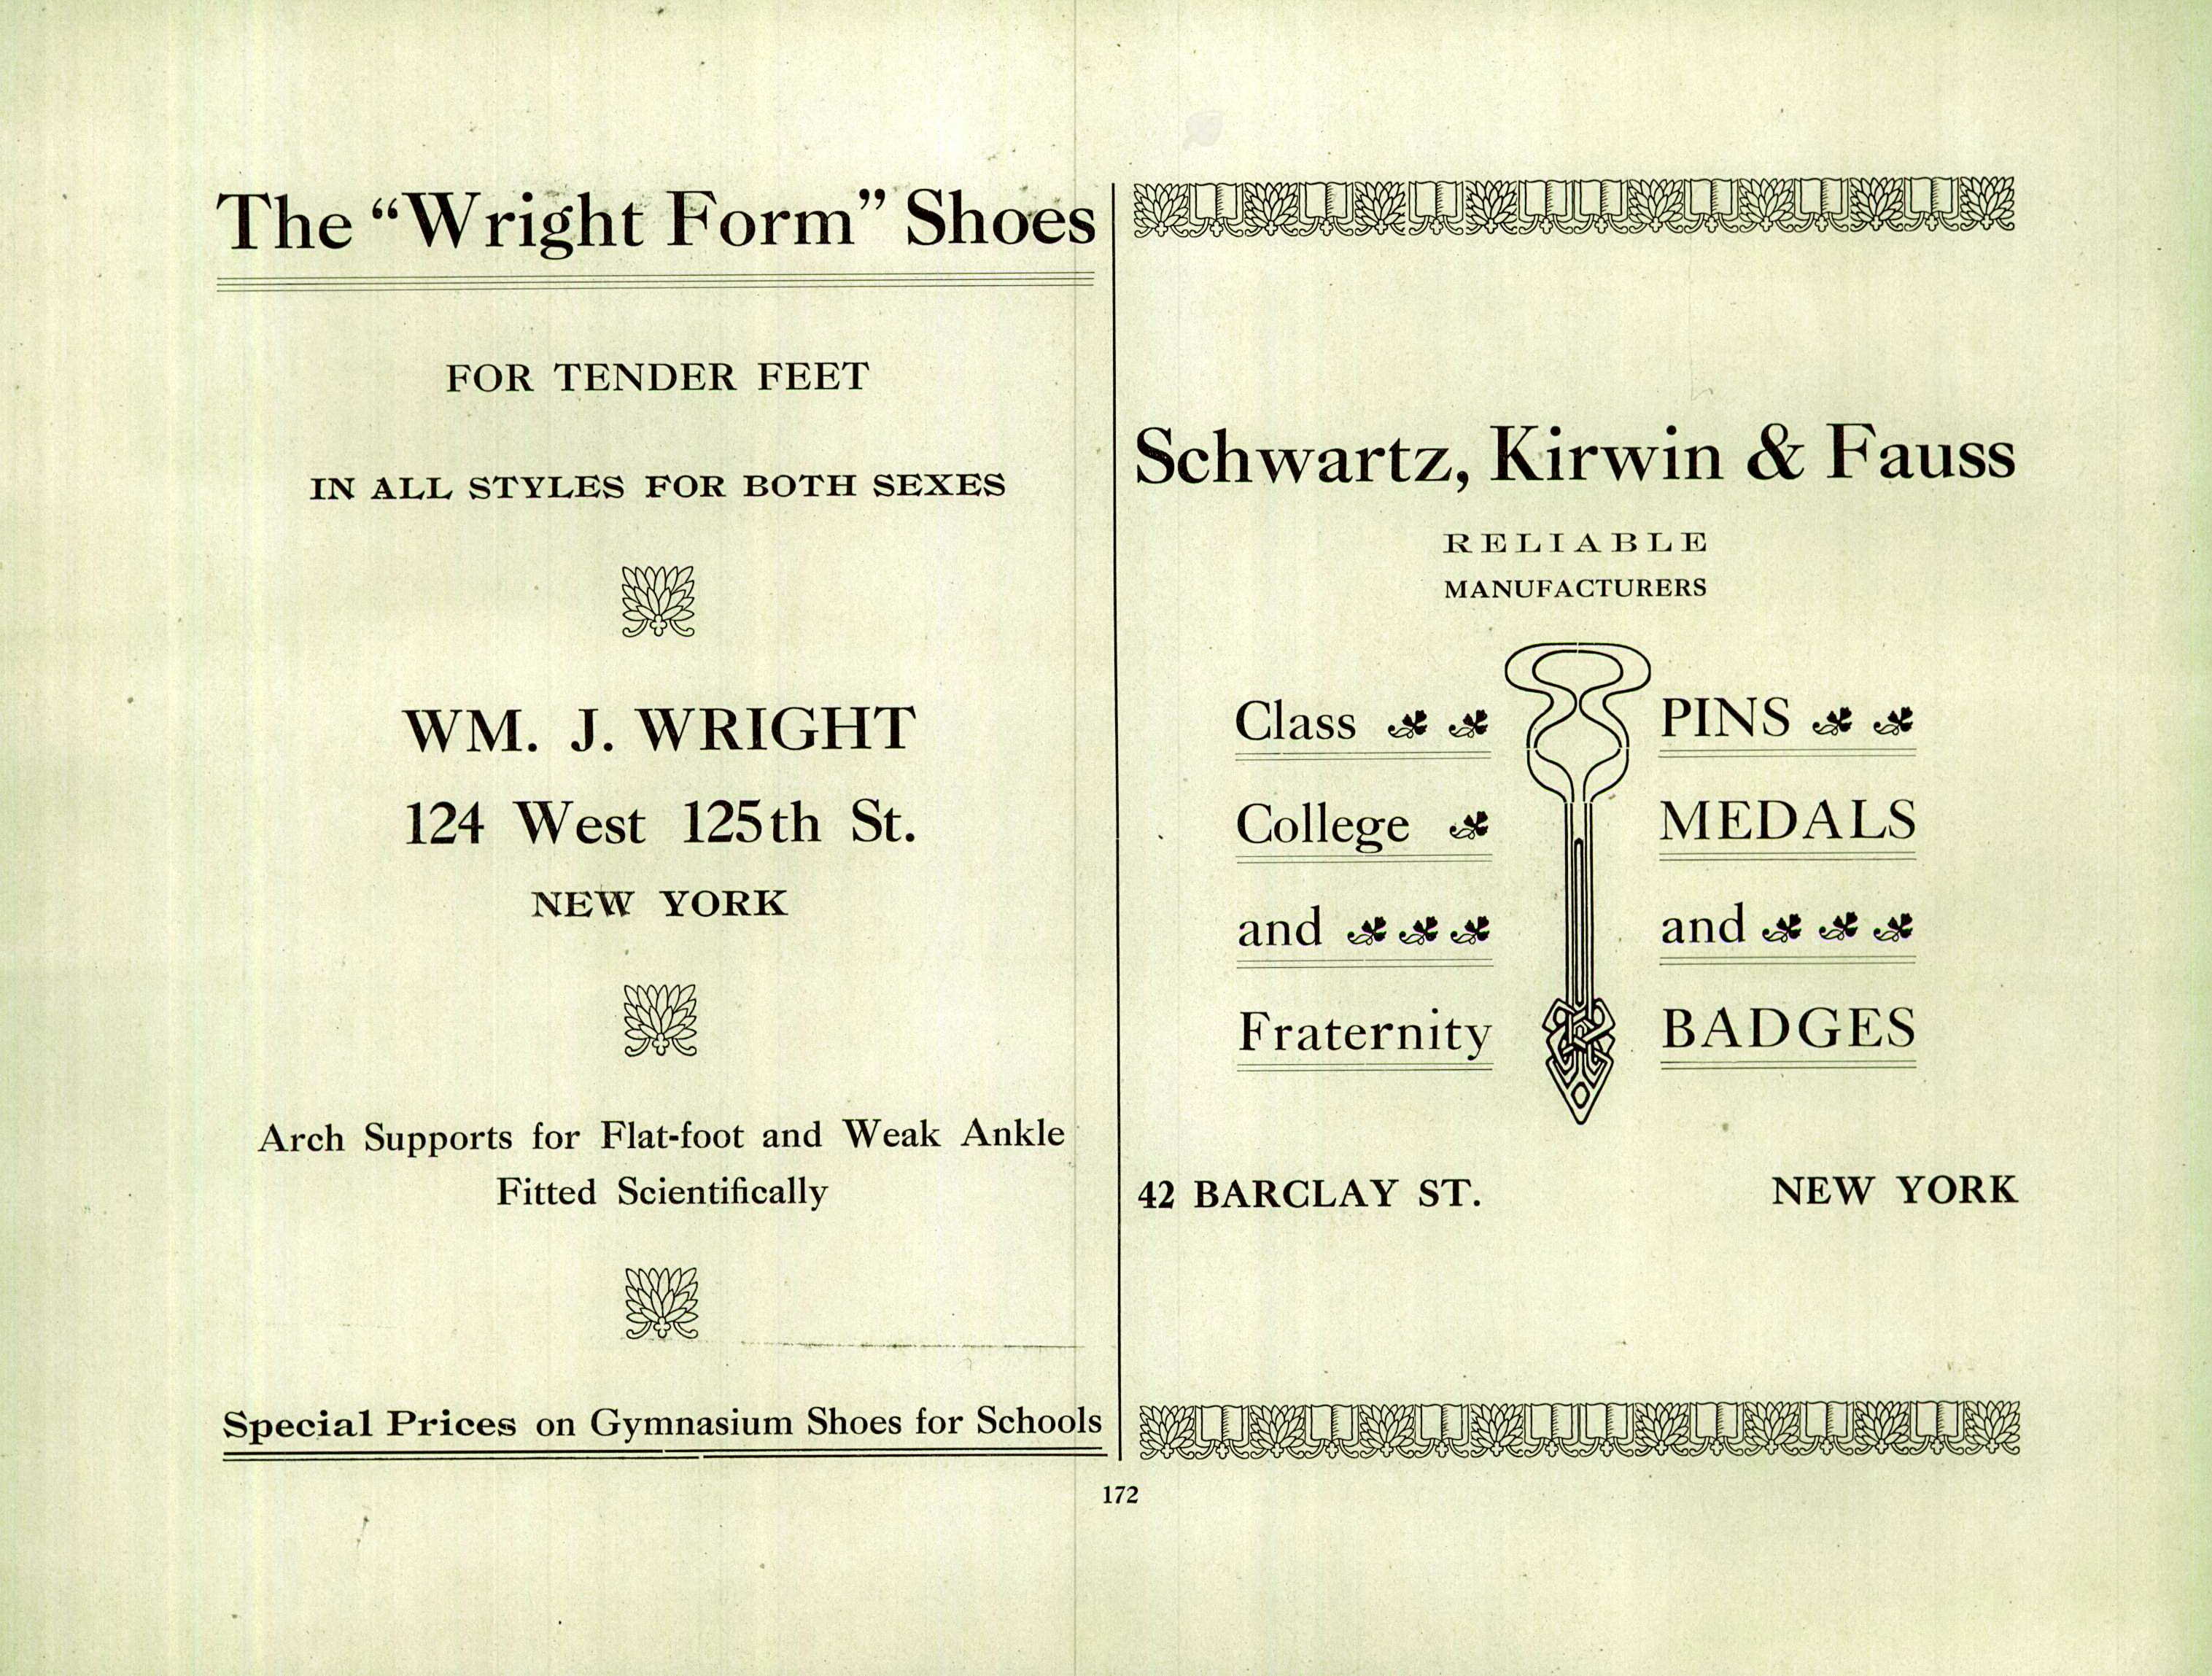 The “Wright Form” Shoes
FOR TENDER FEET
IN ALL STYLES FOR BOTH SEXES
WM. J. WRIGHT
124 West 125th St.
NEW YORK
Arch Supports for Flat-foot and Weak Ankle
Fitted Scientifically
Special Prices on Gymnasium Shoes for Schools
Schwartz, Kirwin & Fauss
RELIABLE
MANUFACTURERS
Class
College
and
Fraternity
PINS
MEDALS
and
BADGES
42 BARCLAY ST. NEW YORK
172